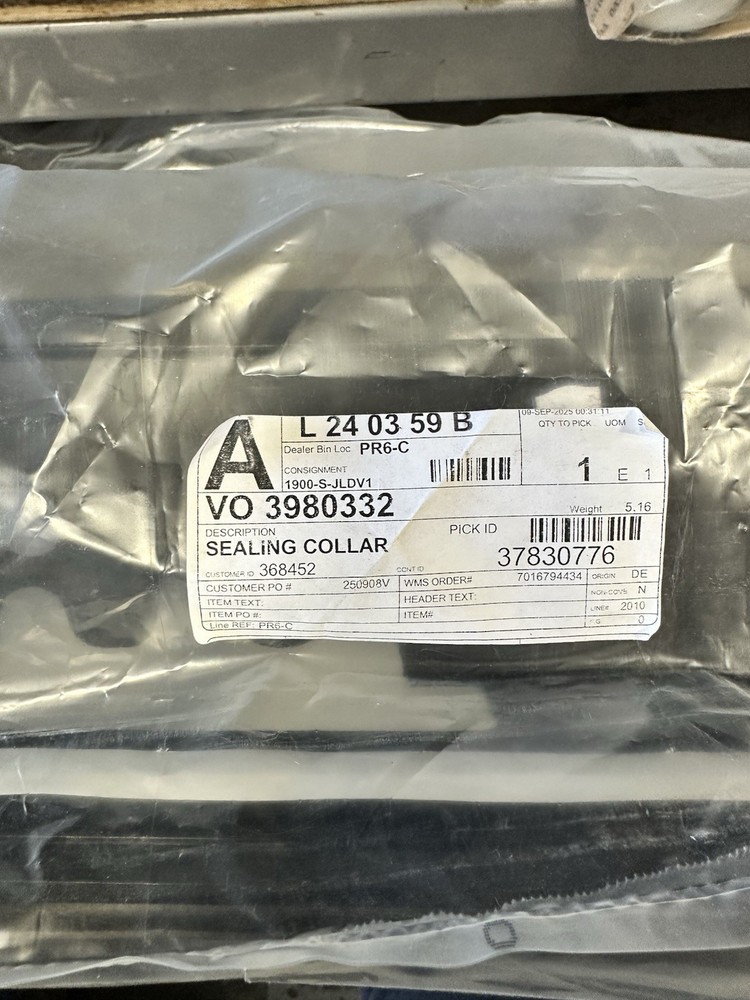 A
L 24 03 59 B
09-SEP-2025 00:31:11
QTY TO PICK UOM S
Dealer Bin Loc PR6-C
CONSIGNMENT
1900-S-JLDV1
1 E 1
VO 3980332
Weight 5.16
DESCRIPTION
SEALING COLLAR
PICK ID
37830776
CUSTOMER ID 368452
CONT ID
CUSTOMER PO # 250908V
WMS ORDER# 7016794434
ORIGIN DE
ITEM TEXT:
HEADER TEXT:
NON-CONV. N
ITEM PO #:
ITEM#
LINE# 2010
Line REF: PR6-C
0